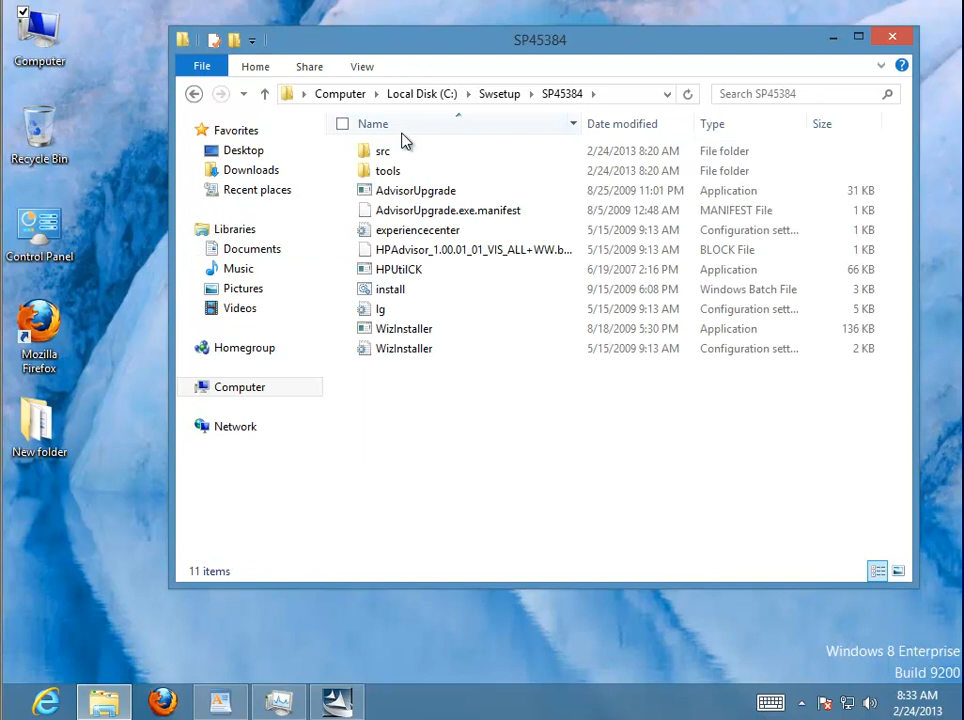 Computer
Recycle Bin
Control Panel
Mozilla
Firefox
New folder
SP45384
File Home Share View
Computer Local Disk (C:) Swsetup SP45384
Search SP45384
Favorites
Desktop
Downloads
Recent places
Libraries
Documents
Music
Pictures
Videos
Homegroup
Computer
Network
Name Date modified Type Size
src 2/24/2013 8:20 AM File folder
tools 2/24/2013 8:20 AM File folder
AdvisorUpgrade 8/25/2009 11:01 PM Application 31 KB
AdvisorUpgrade.exe.manifest 8/5/2009 12:48 AM MANIFEST File 1 KB
experiencecenter 5/15/2009 9:13 AM Configuration sett... 1 KB
HPAdvisor_1.00.01_01_VIS_ALL+WW.b... 5/15/2009 9:13 AM BLOCK File 1 KB
HPUtilCK 6/19/2007 2:16 PM Application 66 KB
install 9/15/2009 6:08 PM Windows Batch File 3 KB
lg 5/15/2009 9:13 AM Configuration sett... 5 KB
WizInstaller 8/18/2009 5:30 PM Application 136 KB
WizInstaller 5/15/2009 9:13 AM Configuration sett... 2 KB
11 items
Windows 8 Enterprise
Build 9200
8:33 AM
2/24/2013